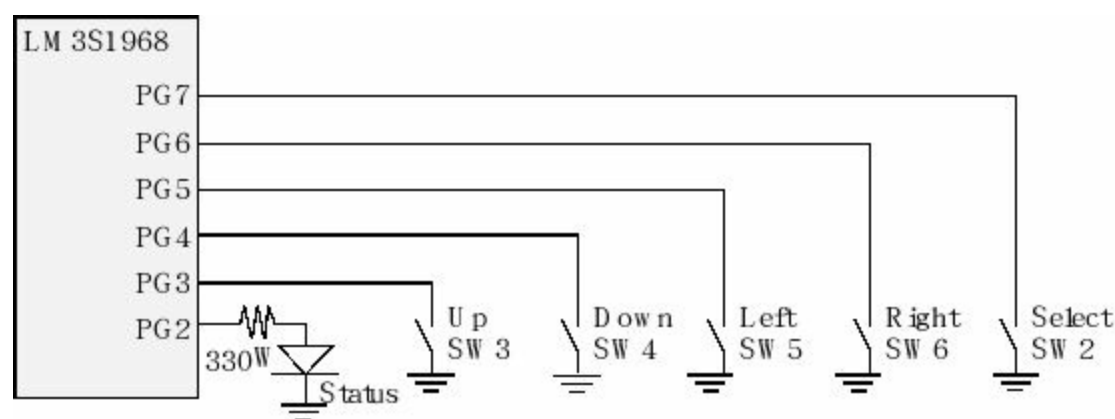 LM3S1968
PG7
PG6
PG5
PG4
PG3
PG2
330W
Status
Up
SW3
Down
SW4
Left
SW5
Right
SW6
Select
SW2